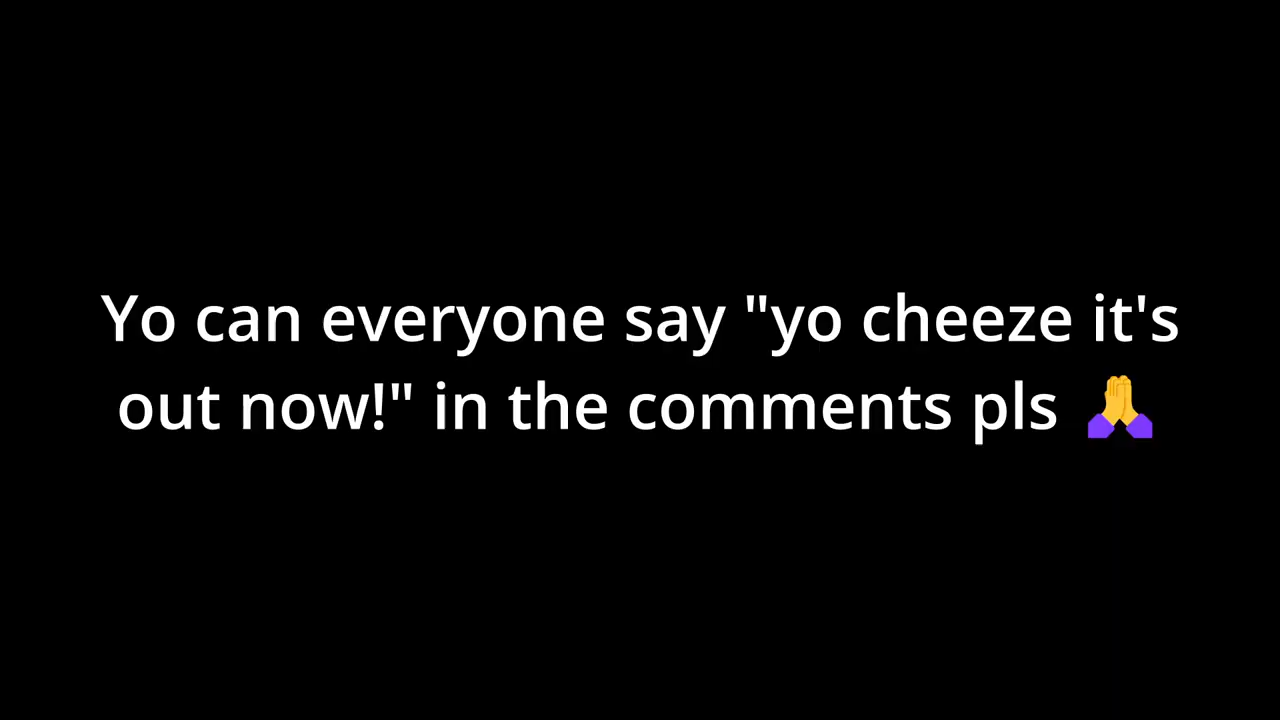 Yo can everyone say "yo cheeze it's
out now!" in the comments pls 🙏